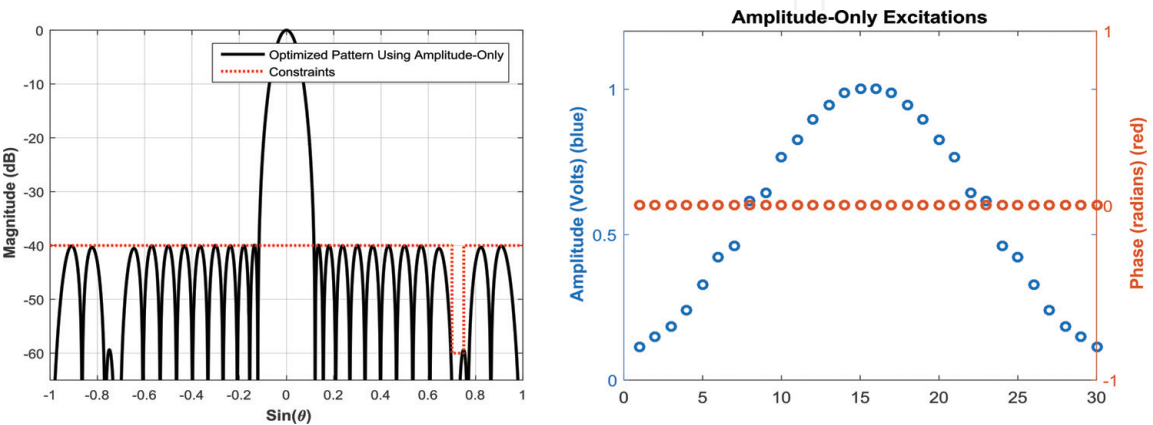 Magnitude (dB)
0
-10
-20
-30
-40
-50
-60
Optimized Pattern Using Amplitude-Only
Constraints
-1 -0.8 -0.6 -0.4 -0.2 0 0.2 0.4 0.6 0.8 1
Sin(θ)
Amplitude-Only Excitations
Amplitude (Volts) (blue)
1
0.5
0
1
0
-1
Phase (radians) (red)
0 5 10 15 20 25 30